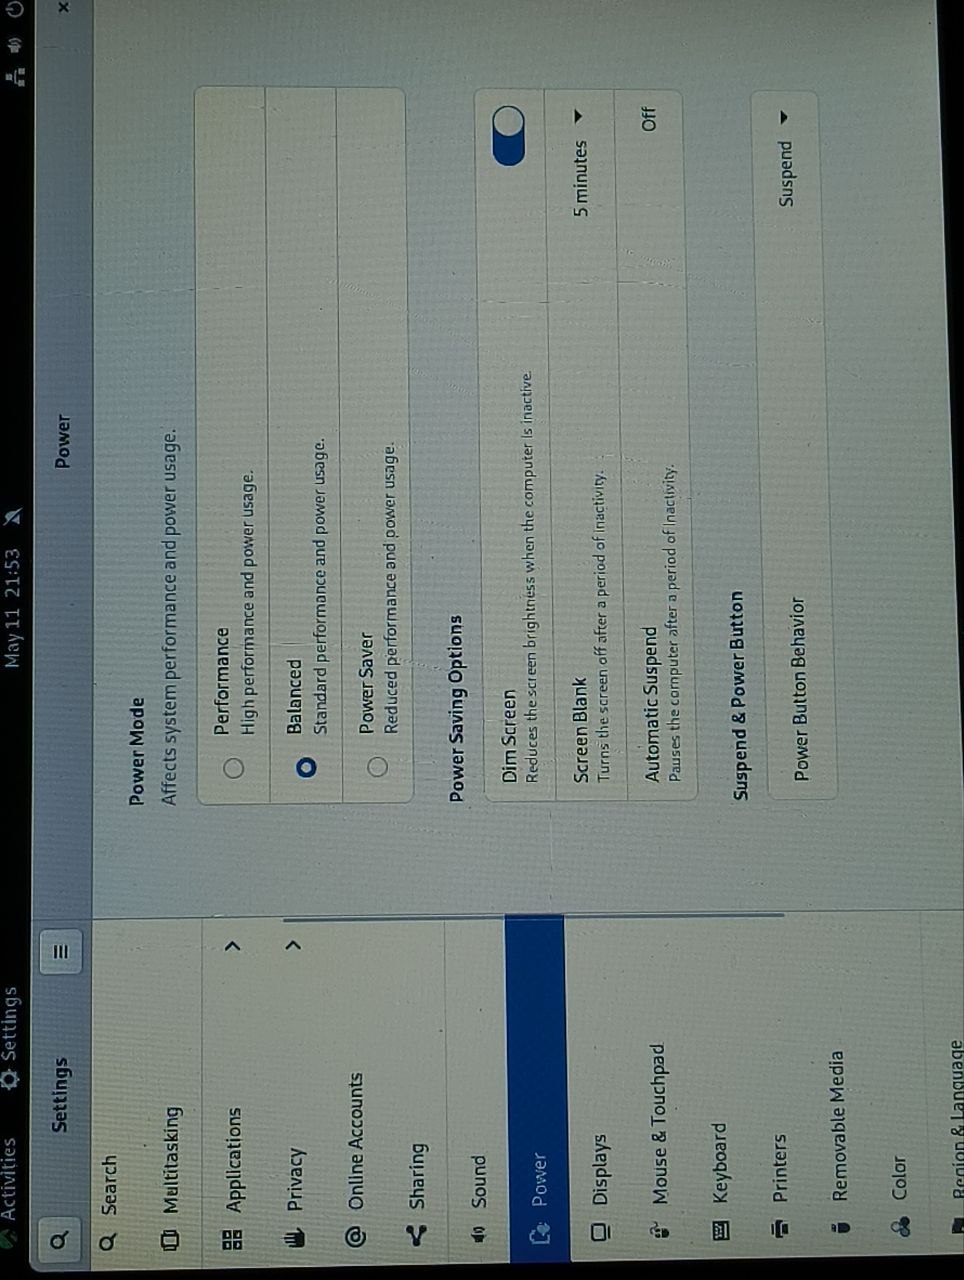 Activities Settings May 11 21:53
Settings
Power
Search
Multitasking
Applications
Privacy
Online Accounts
Sharing
Sound
Power
Displays
Mouse & Touchpad
Keyboard
Printers
Removable Media
Color
Region & Language
Power Mode
Affects system performance and power usage.
Performance
High performance and power usage.
Balanced
Standard performance and power usage.
Power Saver
Reduced performance and power usage.
Power Saving Options
Dim Screen
Reduces the screen brightness when the computer is inactive.
Screen Blank
Turns the screen off after a period of inactivity.
5 minutes
Automatic Suspend
Pauses the computer after a period of inactivity.
Off
Suspend & Power Button
Power Button Behavior
Suspend